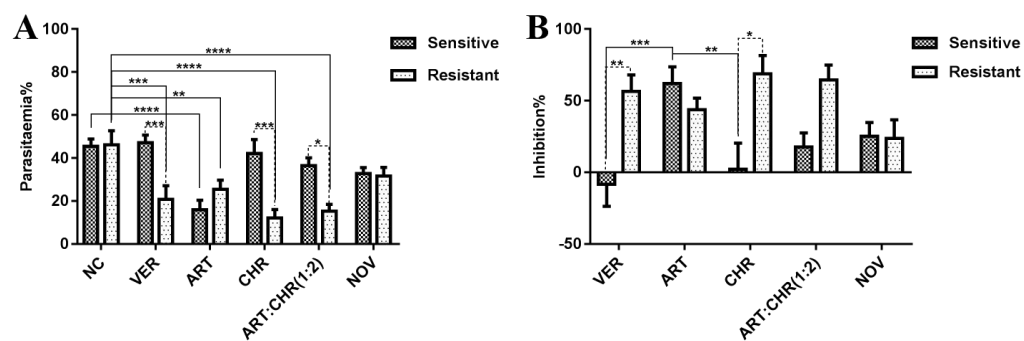 A
Parasitaemia%
100
80
60
40
20
0
Sensitive
Resistant
****
****
***
**
****
***
***
*
NC
VER
ART
CHR
ART:CHR(1:2)
NOV
B
Inhibition%
100
50
0
-50
Sensitive
Resistant
***
**
**
*
VER
ART
CHR
ART:CHR(1:2)
NOV